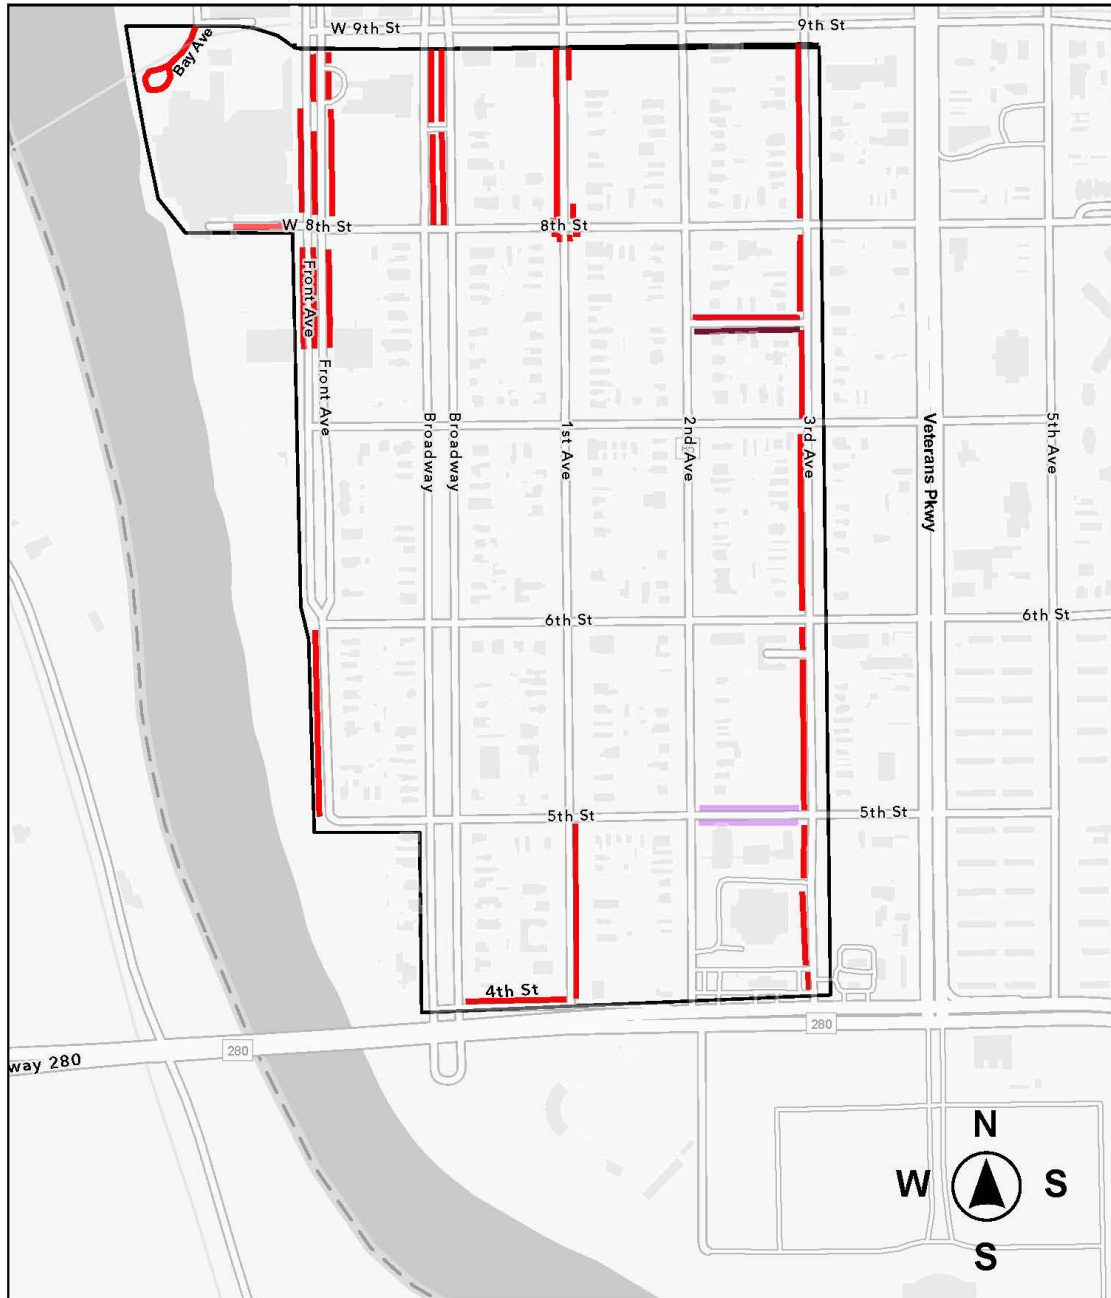 W 9th St
9th St
Bay Ave
W 8th St
8th St
Front Ave
Front Ave
Broadway
Broadway
1st Ave
2nd Ave
3rd Ave
Veterans Pkwy
5th Ave
6th St
6th St
5th St
5th St
4th St
280
280
way 280
N
W
S
S